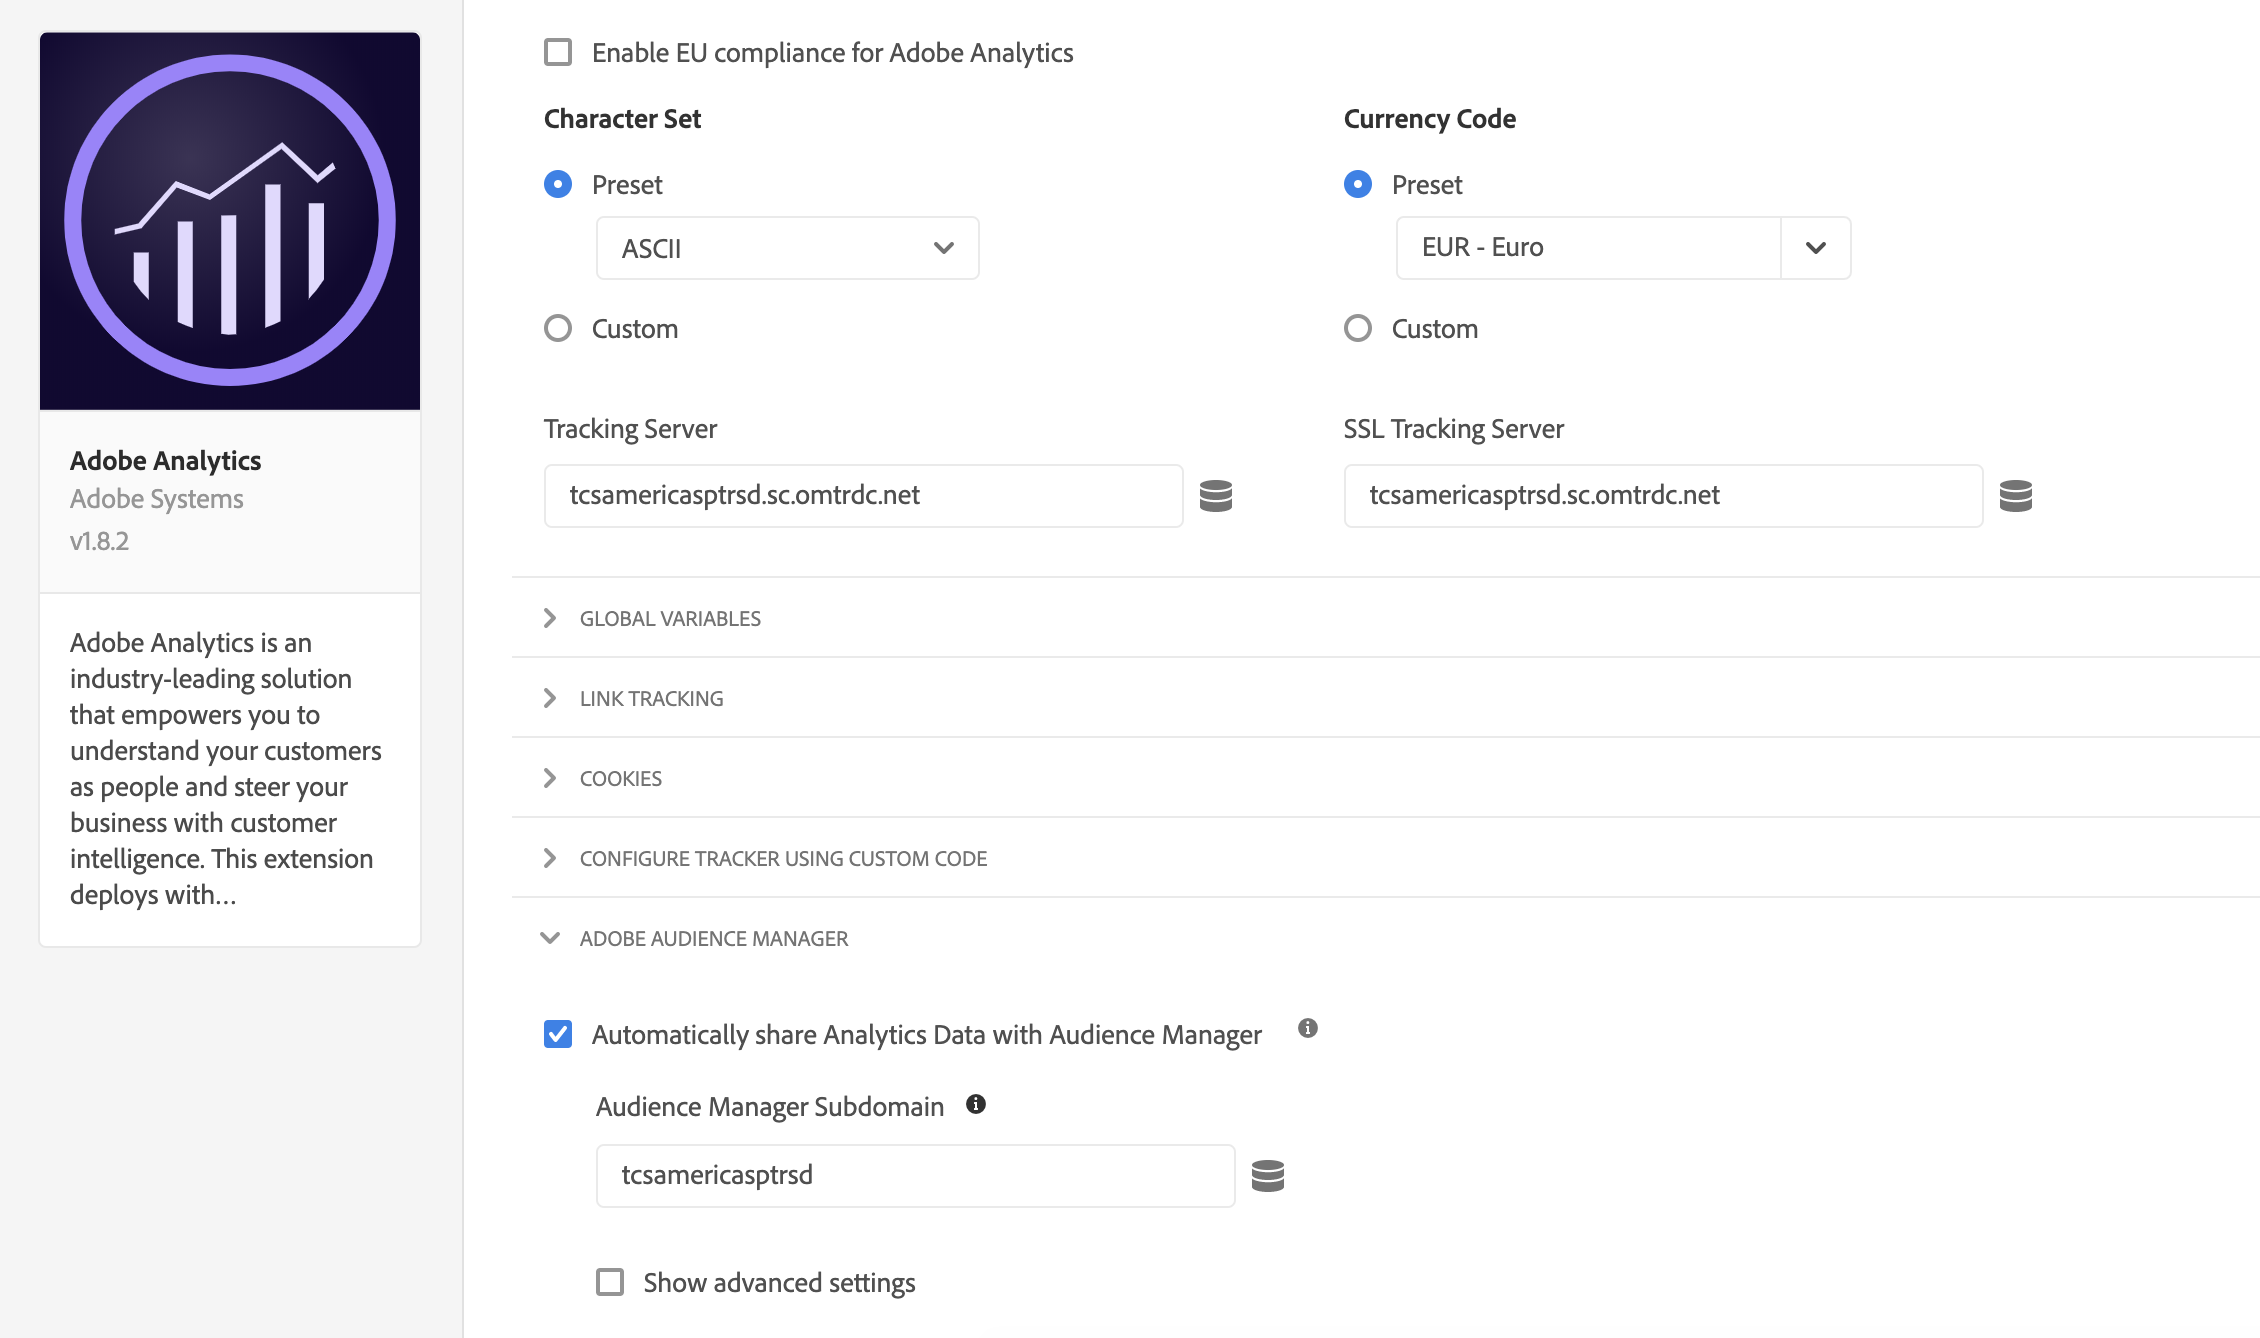 Enable EU compliance for Adobe Analytics
Character Set
Currency Code
Preset
Preset
ASCII
EUR - Euro
Custom
Custom
Tracking Server
SSL Tracking Server
tcsamericasptrsd.sc.omtrdc.net
tcsamericasptrsd.sc.omtrdc.net
Adobe Analytics
Adobe Systems
v1.8.2
Adobe Analytics is an
industry-leading solution
that empowers you to
understand your customers
as people and steer your
business with customer
intelligence. This extension
deploys with...
GLOBAL VARIABLES
LINK TRACKING
COOKIES
CONFIGURE TRACKER USING CUSTOM CODE
ADOBE AUDIENCE MANAGER
Automatically share Analytics Data with Audience Manager
Audience Manager Subdomain
tcsamericasptrsd
Show advanced settings